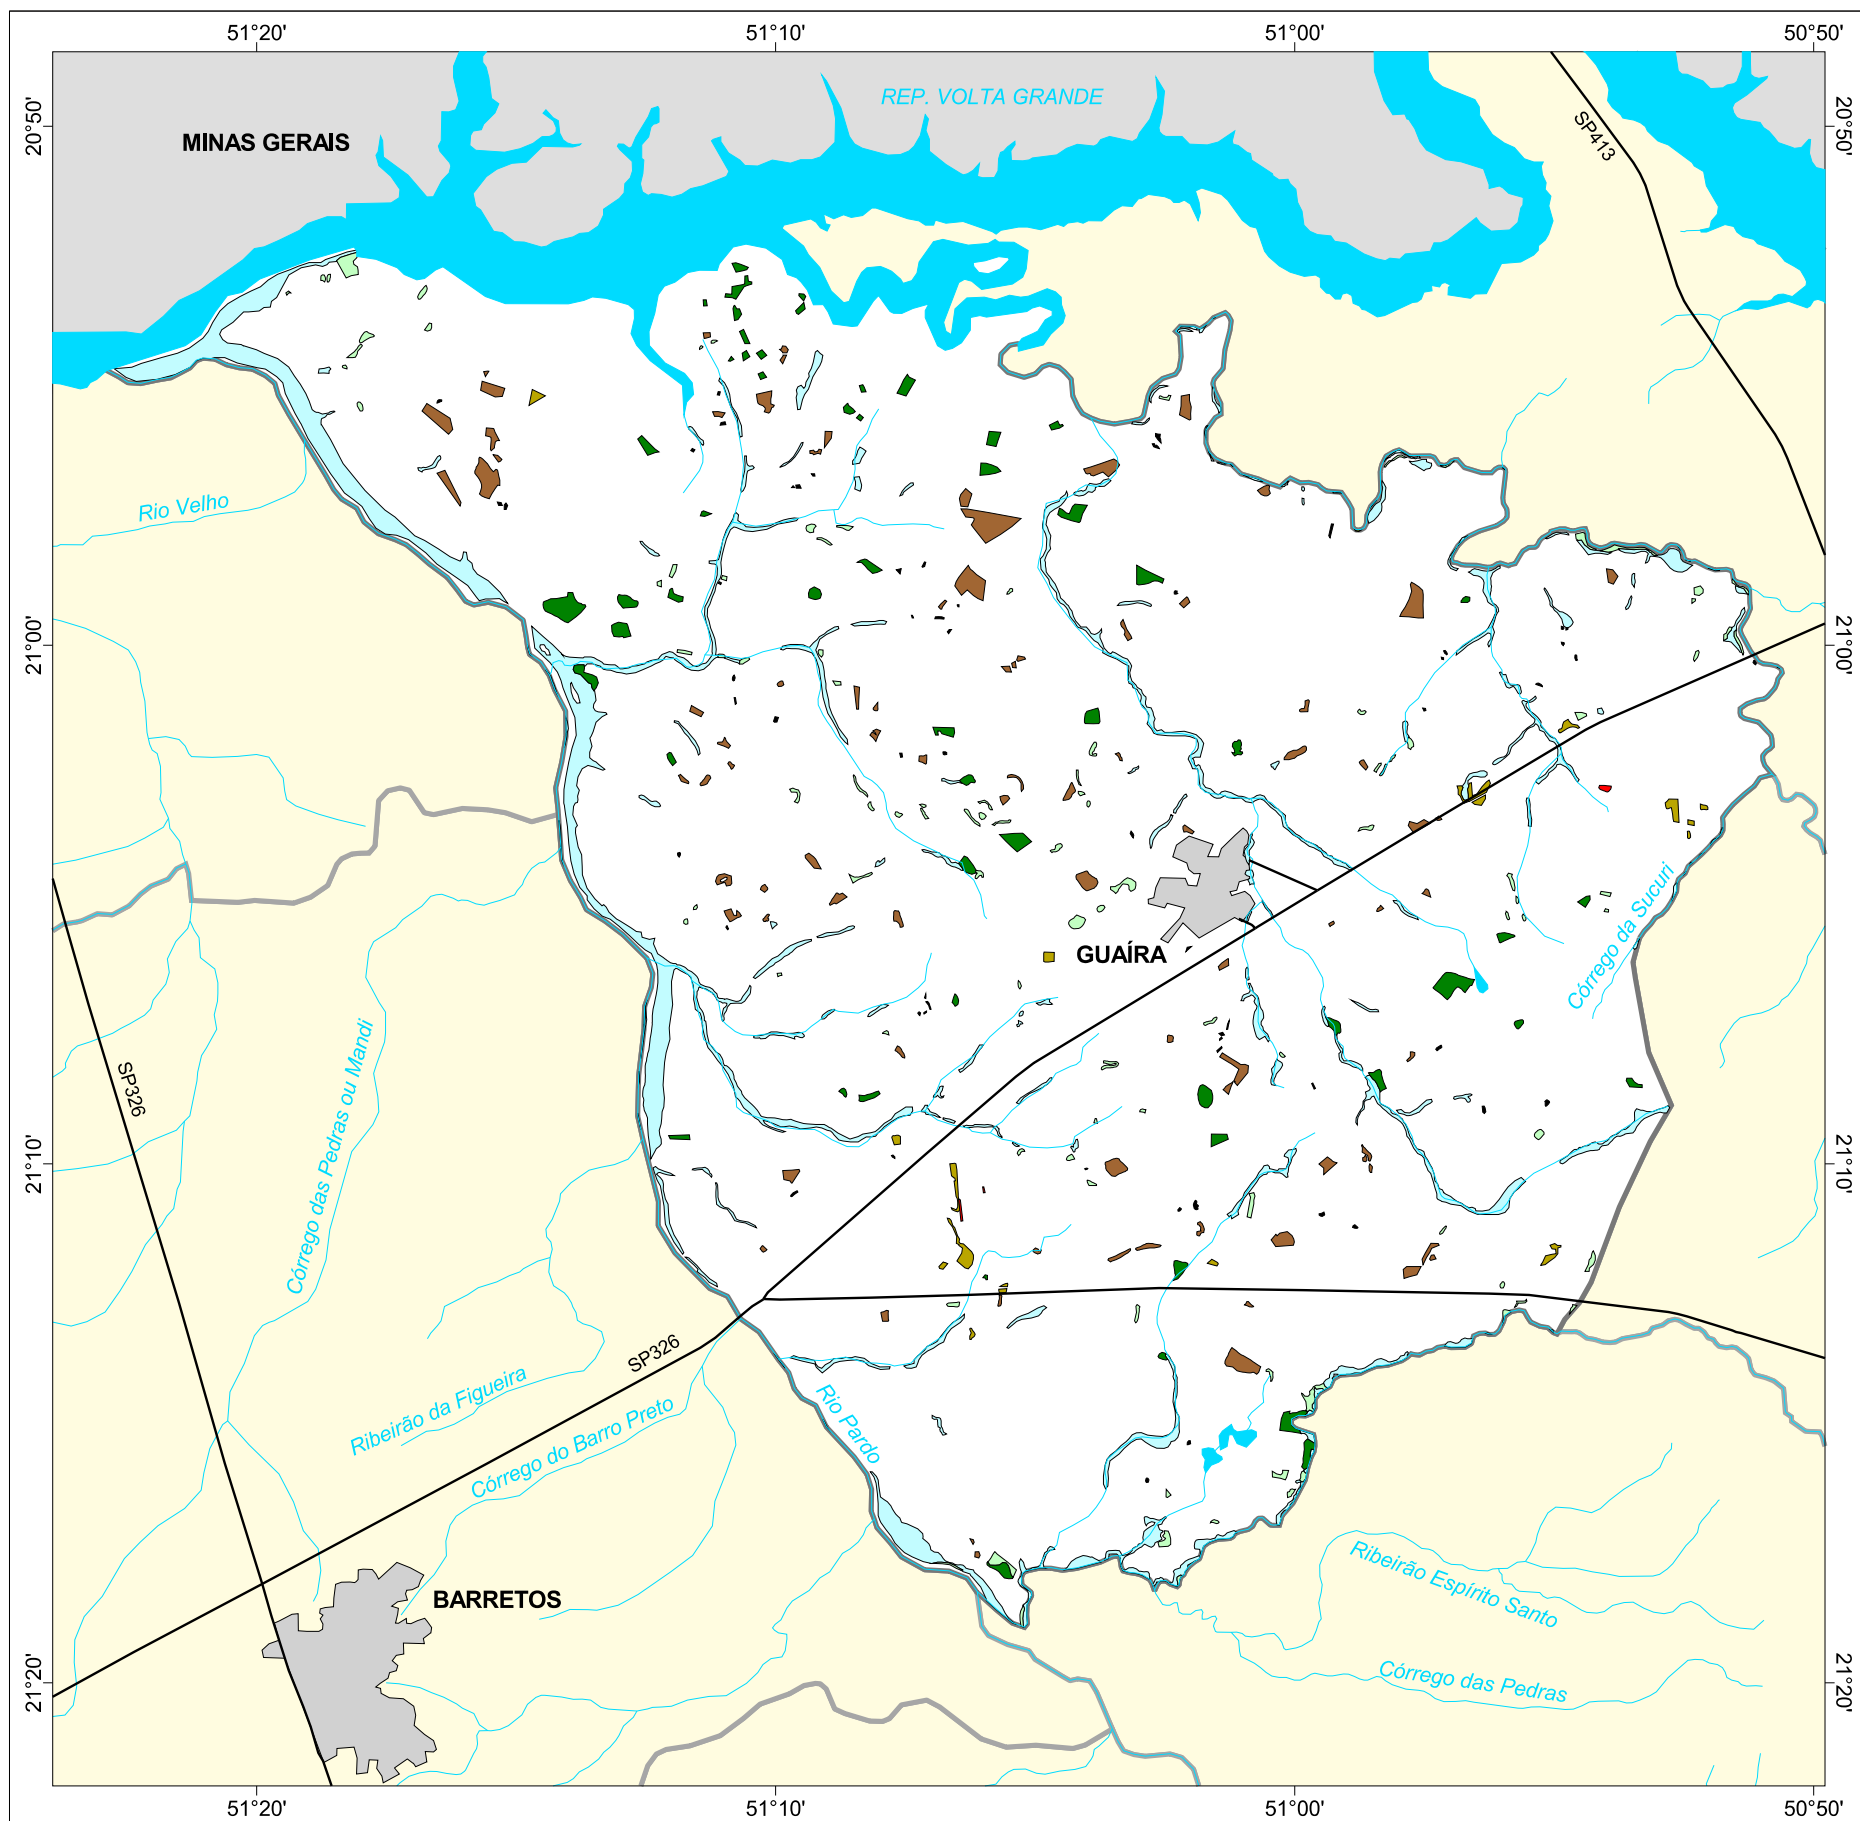 51°20' 51°10' 51°00' 50°50'
REP. VOLTA GRANDE
MINAS GERAIS
20°50'
20°50'
SP413
Rio Velho
21°00'
21°00'
Córrego da Sucuri
GUAÍRA
Córrego das Pedras ou Mandi
SP326
21°10'
21°10'
SP326
Ribeirão da Figueira
Rio Pardo
Córrego do Barro Preto
Ribeirão Espírito Santo
BARRETOS
Córrego das Pedras
21°20'
21°20'
51°20' 51°10' 51°00' 50°50'